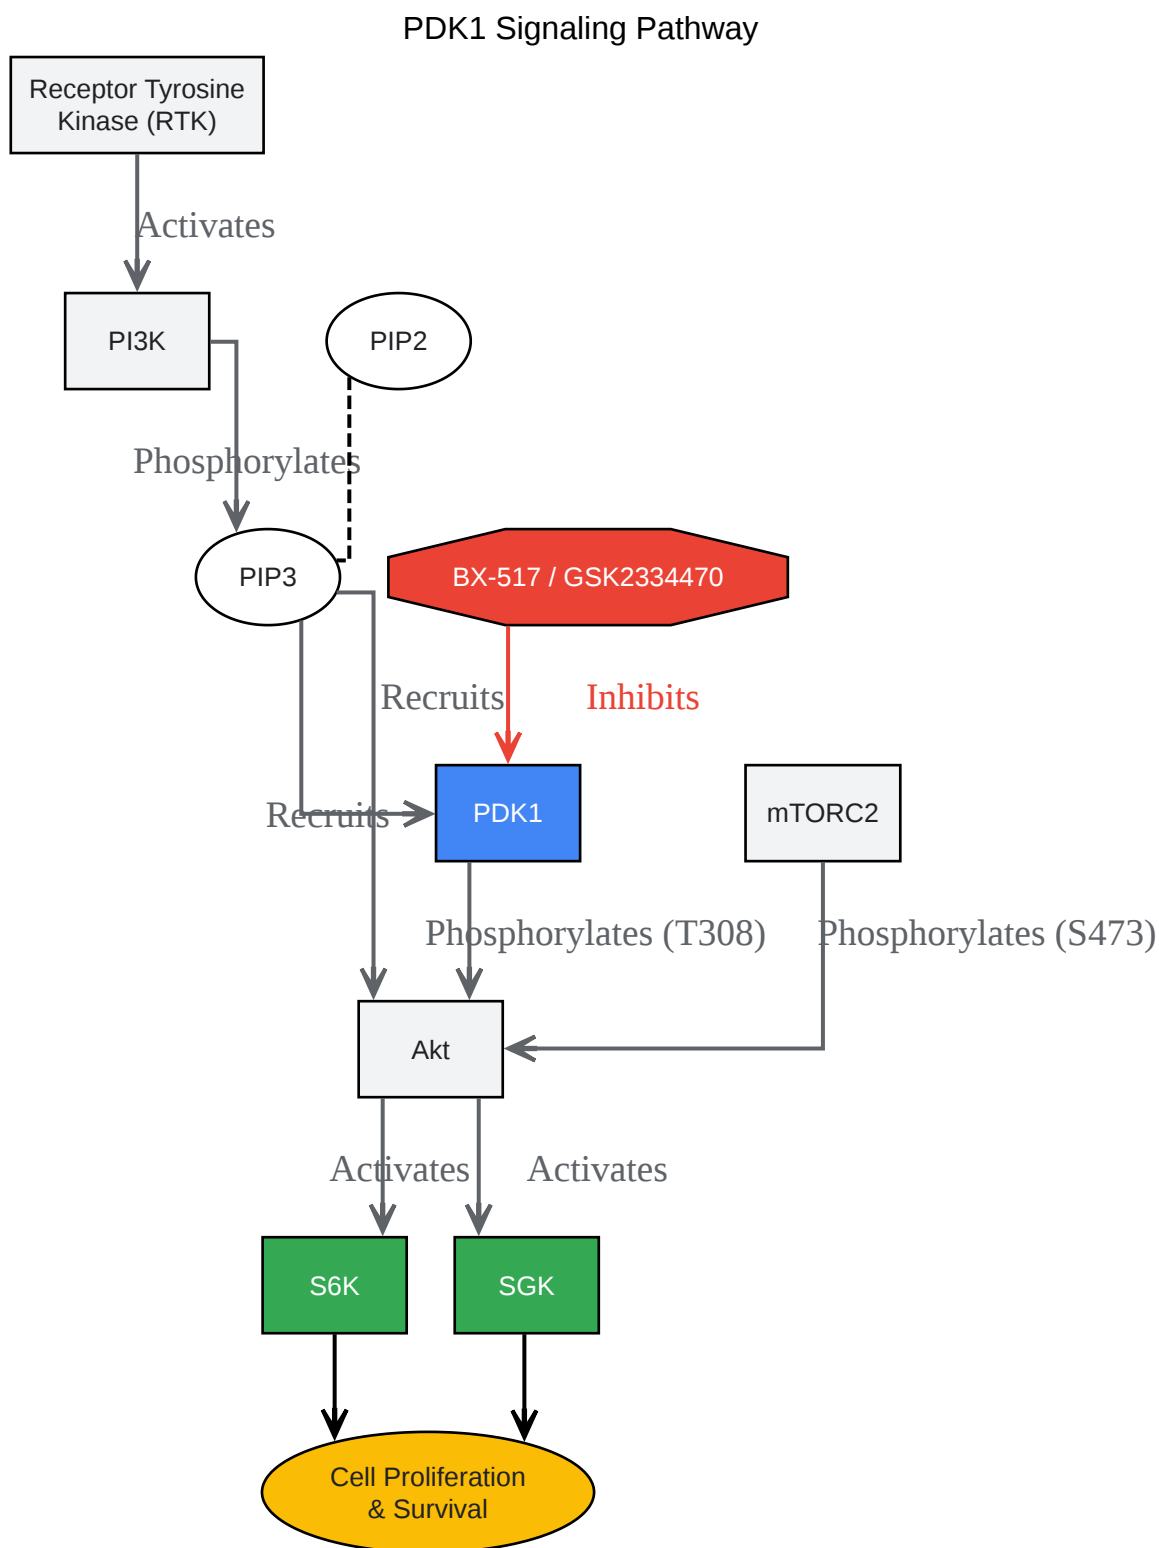 PDK1 Signaling Pathway
Receptor Tyrosine
Kinase (RTK)
Activates
PI3K
PIP2
Phosphorylates
PIP3
BX-517 / GSK2334470
Recruits
Inhibits
Recruits
PDK1
mTORC2
Phosphorylates (T308)
Phosphorylates (S473)
Akt
Activates
Activates
S6K
SGK
Cell Proliferation
& Survival